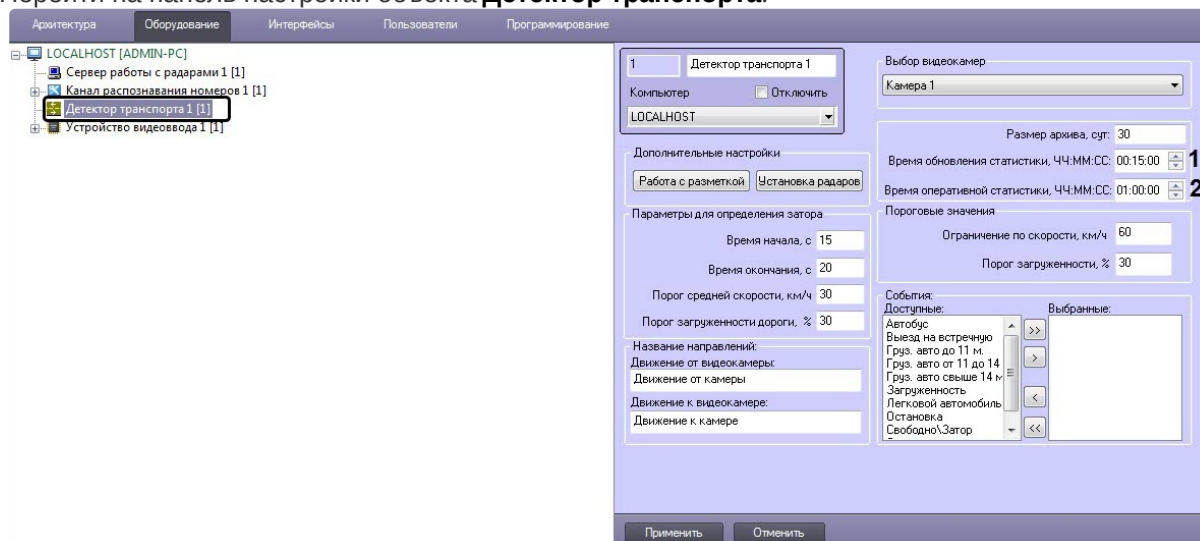 Перейти на панель настройки объекта Детектор транспорта.
Архитектура Оборудование Интерфейсы Пользователи Программирование
LOCALHOST [ADMIN-PC]
Сервер работы с радарами 1 [1]
Канал распознавания номеров 1 [1]
Детектор транспорта 1 [1]
Устройство видеоввода 1 [1]
1 Детектор транспорта 1
Компьютер Отключить
LOCALHOST
Дополнительные настройки
Работа с разметкой Установка радаров
Параметры для определения затора
Время начала, с 15
Время окончания, с 20
Порог средней скорости, км/ч 30
Порог загруженности дороги, % 30
Название направлений:
Движение от видеокамеры:
Движение от камеры
Движение к видеокамере:
Движение к камере
Выбор видеокамер
Камера 1
Размер архива, сут: 30
Время обновления статистики, ЧЧ:ММ:СС: 00:15:00 1
Время оперативной статистики, ЧЧ:ММ:СС: 01:00:00 2
Пороговые значения
Ограничение по скорости, км/ч 60
Порог загруженности, % 30
События:
Доступные: Выбранные:
Автобус
Выезд на встречную
Груз. авто до 11 м.
Груз. авто от 11 до 14
Груз. авто свыше 14 м
Загруженность
Легковой автомобиль
Остановка
Свободно\Затор
>>
>
<
<<
Применить Отменить